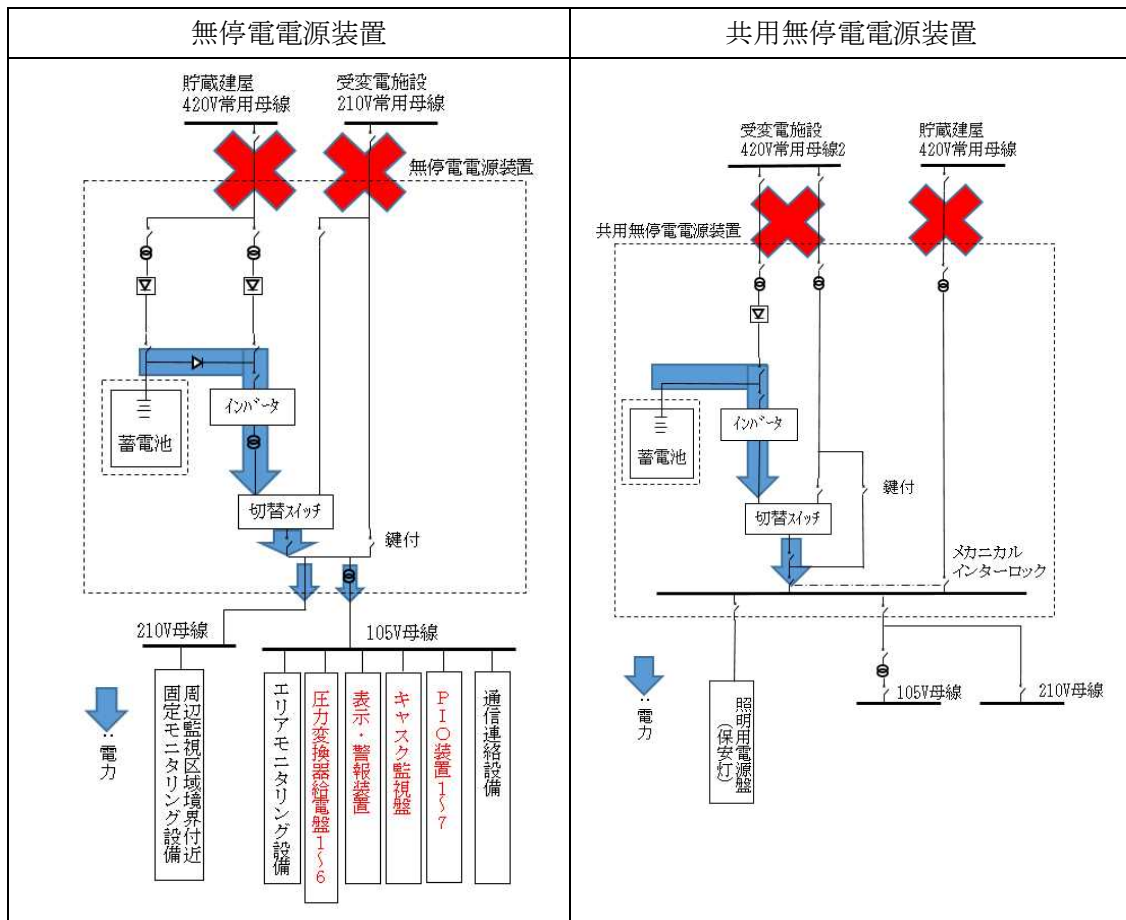 無停電電源装置
共用無停電電源装置
貯蔵建屋
420V常用母線
受変電施設
210V常用母線
無停電電源装置
インバータ
蓄電池
切替スイッチ
鍵付
210V母線
105V母線
:電力
周辺監視区域境界付近
固定モニタリング設備
エリアモニタリング設備
圧力変換器給電盤1~6
表示・警報装置
キャスク監視盤
PIO装置1~7
通信連絡設備
受変電施設
420V常用母線2
貯蔵建屋
420V常用母線
共用無停電電源装置
インバータ
蓄電池
鍵付
切替スイッチ
メカニカル
インターロック
:電力
照明用電源盤
(保安灯)
105V母線
210V母線